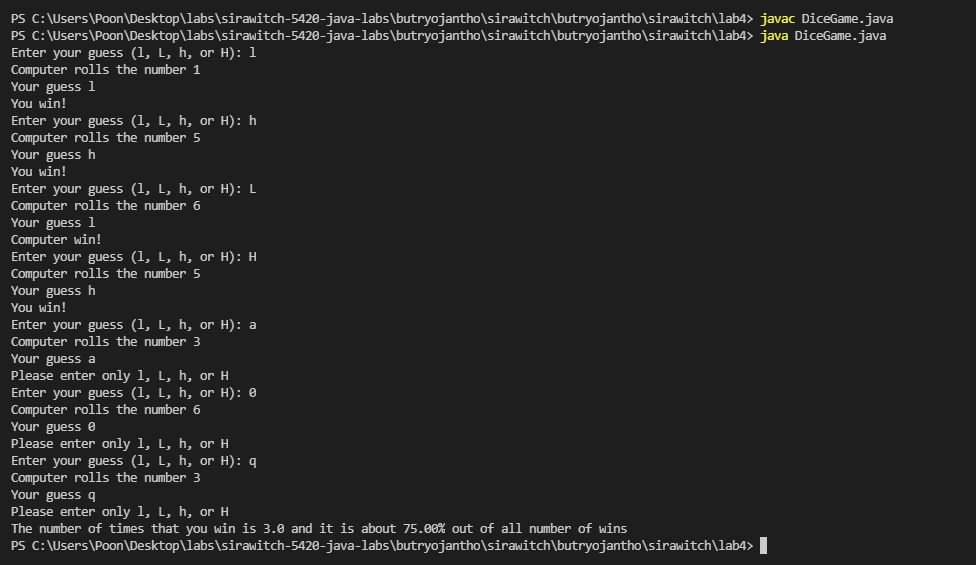 PS C:\Users\Poon\Desktop\labs\sirawitch-5420-java-labs\butryojantho\sirawitch\butryojantho\sirawitch\lab4> javac DiceGame.java
PS C:\Users\Poon\Desktop\labs\sirawitch-5420-java-labs\butryojantho\sirawitch\butryojantho\sirawitch\lab4> java DiceGame.java
Enter your guess (l, L, h, or H): l
Computer rolls the number 1
Your guess l
You win!
Enter your guess (l, L, h, or H): h
Computer rolls the number 5
Your guess h
You win!
Enter your guess (l, L, h, or H): L
Computer rolls the number 6
Your guess l
Computer win!
Enter your guess (l, L, h, or H): H
Computer rolls the number 5
Your guess h
You win!
Enter your guess (l, L, h, or H): a
Computer rolls the number 3
Your guess a
Please enter only l, L, h, or H
Enter your guess (l, L, h, or H): 0
Computer rolls the number 6
Your guess 0
Please enter only l, L, h, or H
Enter your guess (l, L, h, or H): q
Computer rolls the number 3
Your guess q
Please enter only l, L, h, or H
The number of times that you win is 3.0 and it is about 75.00% out of all number of wins
PS C:\Users\Poon\Desktop\labs\sirawitch-5420-java-labs\butryojantho\sirawitch\butryojantho\sirawitch\lab4>